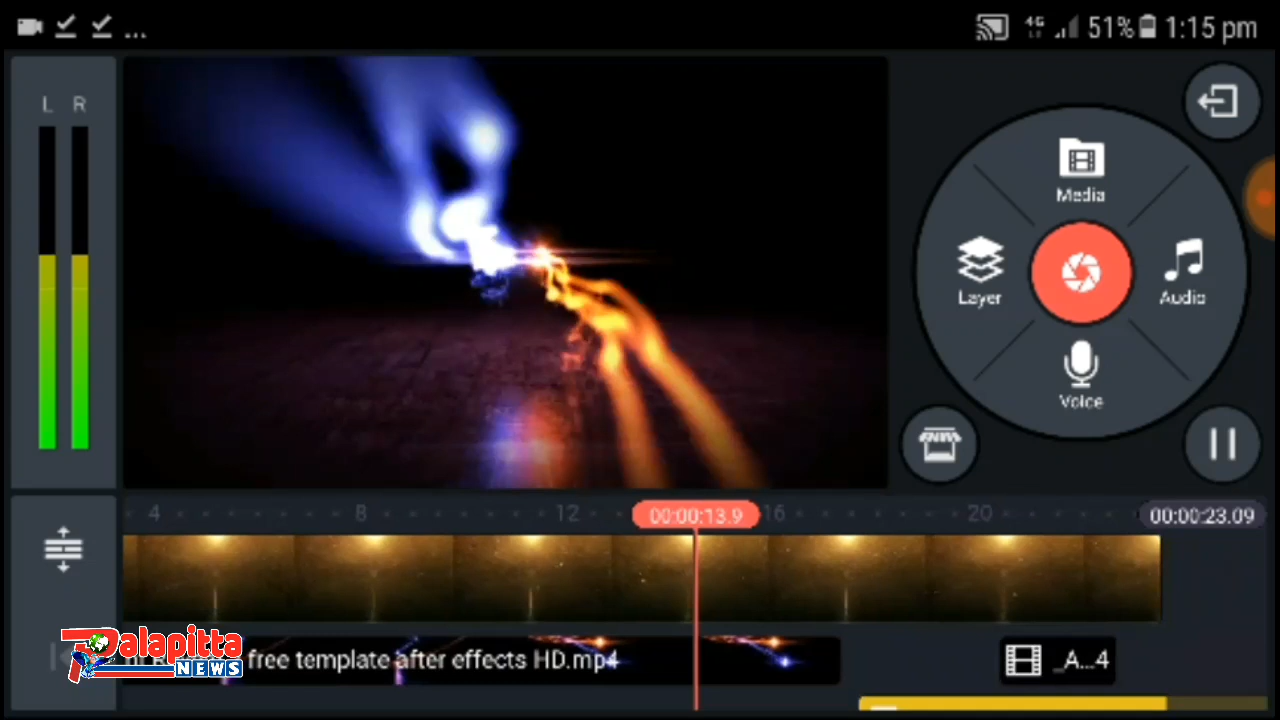 ... 4G 51% 1:15 pm
L R
Media
Layer
Audio
Voice
4 8 12 00:00:13.9 16 20 00:00:23.09
free template after effects HD.mp4
_A...4
Palapitta
NEWS